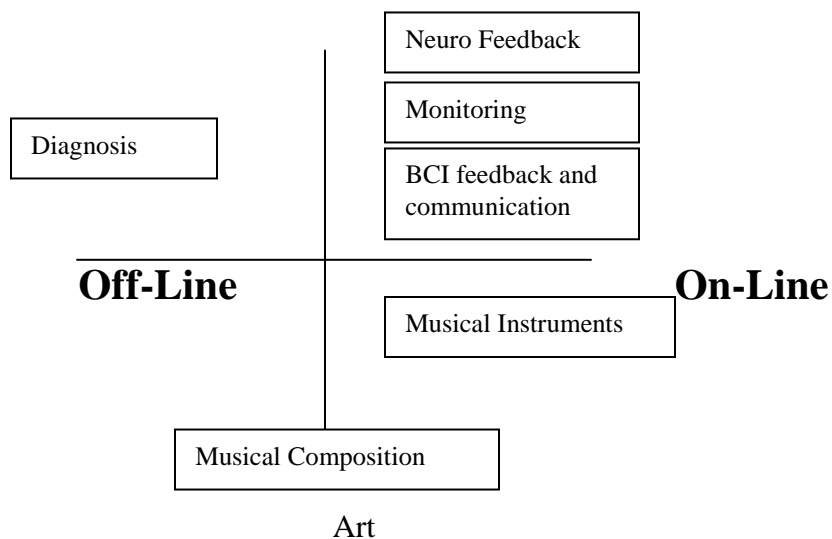 Neuro Feedback
Monitoring
Diagnosis
BCI feedback and
communication
Off-Line
On-Line
Musical Instruments
Musical Composition
Art